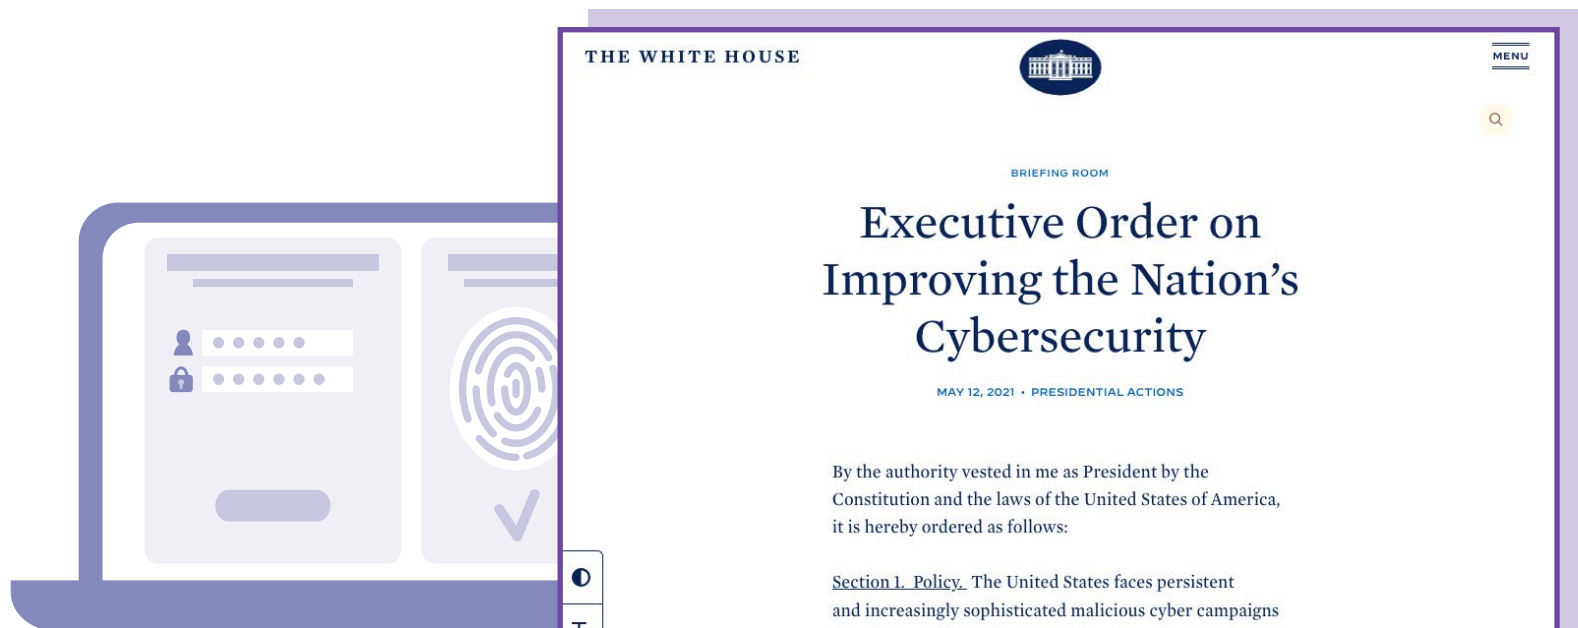 THE WHITE HOUSE
MENU
BRIEFING ROOM
Executive Order on
Improving the Nation’s
Cybersecurity
MAY 12, 2021 • PRESIDENTIAL ACTIONS
By the authority vested in me as President by the
Constitution and the laws of the United States of America,
it is hereby ordered as follows:
Section 1.  Policy.  The United States faces persistent
and increasingly sophisticated malicious cyber campaigns